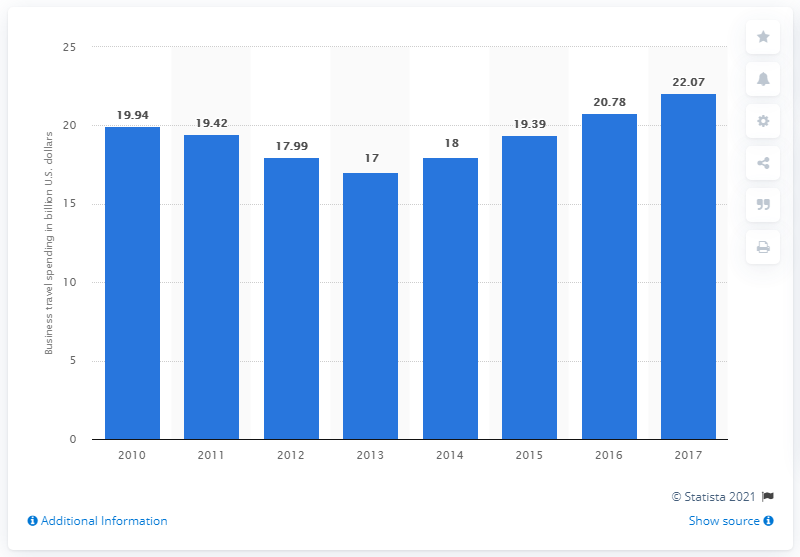 Business travel spending in billion U.S. dollars
25
20
15
10
5
0
19.94
19.42
17.99
17
18
19.39
20.78
22.07
2010 2011 2012 2013 2014 2015 2016 2017
© Statista 2021
Additional Information
Show source